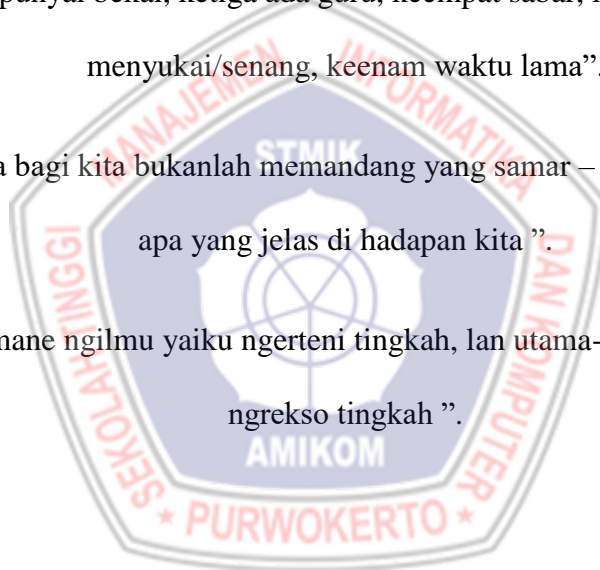 punyai bekal, ketiga ada guru, keempat sabar,
menyukai/senang, keenam waktu lama”.
a bagi kita bukanlah memandang yang samar –
apa yang jelas di hadapan kita ”.
mane ngilmu yaiku ngerteni tingkah, lan utama-
ngrekso tingkah ”.
SEKOLAH TINGGI MANAJEMEN INFORMATIKA DAN KOMPUTER
STMIK
AMIKOM
* PURWOKERTO *